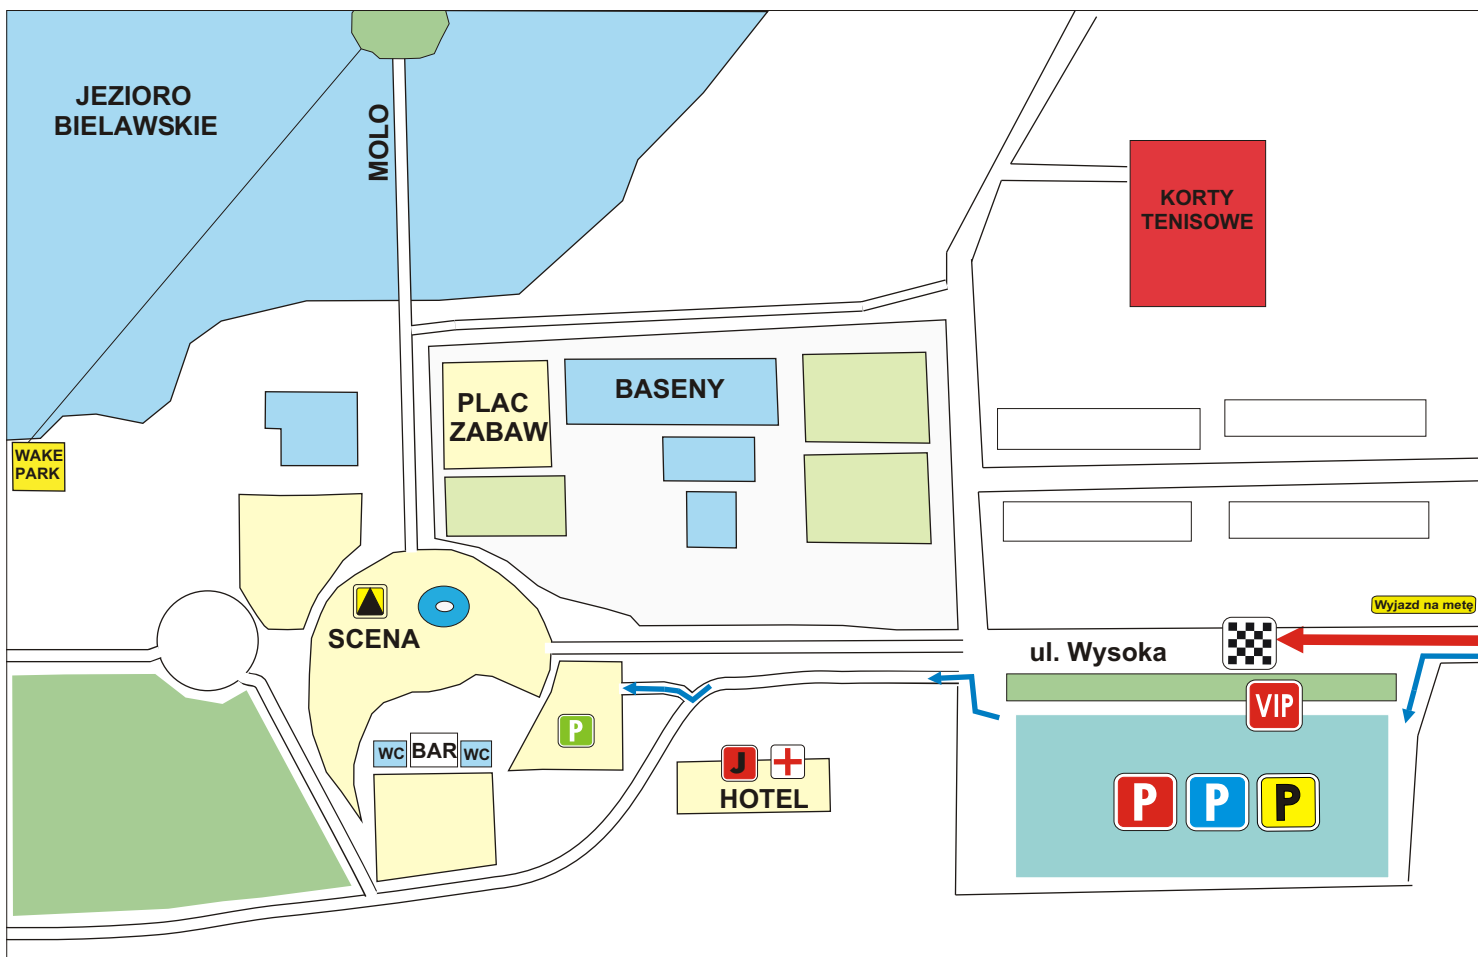 JEZIORO
BIELAWSKIE
MOLO
KORTY
TENISOWE
PLAC
ZABAW
BASENY
WAKE
PARK
Wyjazd na metę
SCENA
ul. Wysoka
VIP
P
WC
BAR
WC
J
HOTEL
P
P
P